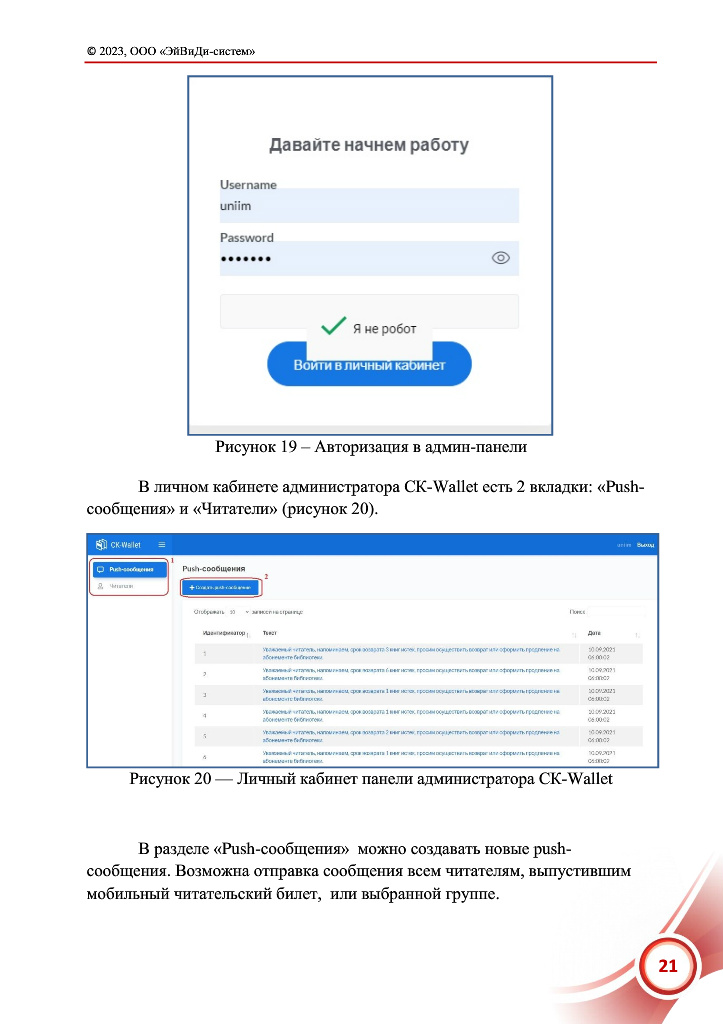 © 2023, ООО «ЭйВиДи-систем»
Давайте начнем работу
Username
uniim
Password
•••••••
Я не робот
Войти в личный кабинет
Рисунок 19 – Авторизация в админ-панели
В личном кабинете администратора СК-Wallet есть 2 вкладки: «Push-
сообщения» и «Читатели» (рисунок 20).
СК-Wallet
uniim Выход
1
Push-сообщения
Push-сообщения
2
Читатели
+ Создать push-сообщение
Отображать 10 записей на странице
Поиск
Идентификатор Текст Дата
1 Уважаемый читатель, напоминаем, срок возврата 3 книг истек, просим осуществить возврат или оформить продление на 10.09.2021
абонементе библиотеки. 06:00:02
2 Уважаемый читатель, напоминаем, срок возврата 6 книг истек, просим осуществить возврат или оформить продление на 10.09.2021
абонементе библиотеки. 06:00:02
3 Уважаемый читатель, напоминаем, срок возврата 1 книг истек, просим осуществить возврат или оформить продление на 10.09.2021
абонементе библиотеки. 06:00:02
4 Уважаемый читатель, напоминаем, срок возврата 1 книг истек, просим осуществить возврат или оформить продление на 10.09.2021
абонементе библиотеки. 06:00:02
5 Уважаемый читатель, напоминаем, срок возврата 2 книг истек, просим осуществить возврат или оформить продление на 10.09.2021
абонементе библиотеки. 06:00:02
6 Уважаемый читатель, напоминаем, срок возврата 1 книг истек, просим осуществить возврат или оформить продление на 10.09.2021
абонементе библиотеки. 06:00:02
Рисунок 20 — Личный кабинет панели администратора СК-Wallet
В разделе «Push-сообщения» можно создавать новые push-
сообщения. Возможна отправка сообщения всем читателям, выпустившим
мобильный читательский билет, или выбранной группе.
21